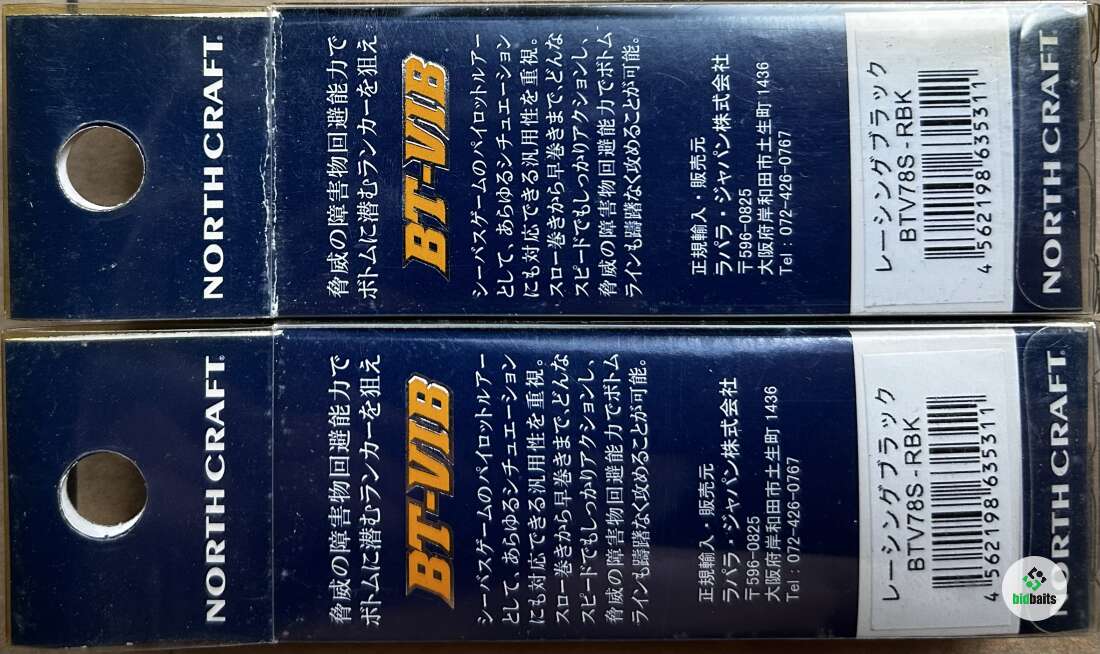 NORTH CRAFT®
脅威の障害物回避能力で
ボトムに潜むランカーを狙え
BT-VIB
シーバスゲームのパイロットルアー
として、あらゆるシチュエーション
にも対応できる汎用性を重視。
スロー巻きから早巻きまで、どんな
スピードでもしっかりアクションし、
脅威の障害物回避能力でボトム
ラインも躊躇なく攻めることが可能。
正規輸入・販売元
ラパラ・ジャパン株式会社
〒596-0825
大阪府岸和田市土生町1436
Tel：072-426-0767
レーシングブラック
BTV78S-RBK
4 562198 635311
NORTH CRAFT®
NORTH CRAFT®
脅威の障害物回避能力で
ボトムに潜むランカーを狙え
BT-VIB
シーバスゲームのパイロットルアー
として、あらゆるシチュエーション
にも対応できる汎用性を重視。
スロー巻きから早巻きまで、どんな
スピードでもしっかりアクションし、
脅威の障害物回避能力でボトム
ラインも躊躇なく攻めることが可能。
正規輸入・販売元
ラパラ・ジャパン株式会社
〒596-0825
大阪府岸和田市土生町1436
Tel：072-426-0767
レーシングブラック
BTV78S-RBK
4 562198 635311
NORTH CRAFT®
bidbaits